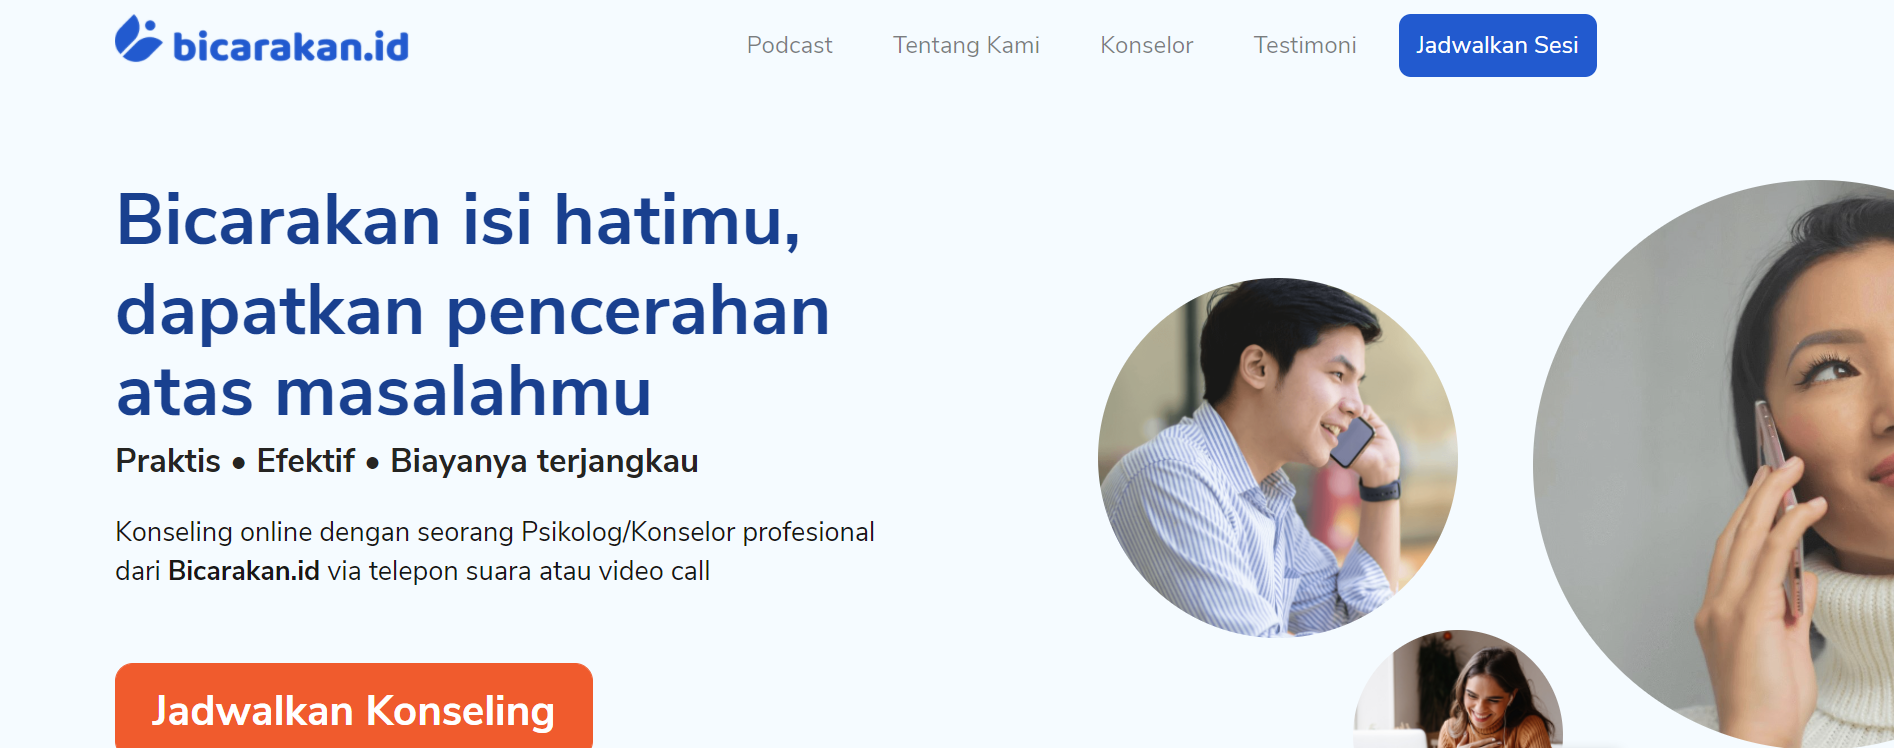 bicarakan.id
Podcast
Tentang Kami
Konselor
Testimoni
Jadwalkan Sesi
Bicarakan isi hatimu,
dapatkan pencerahan
atas masalahmu
Praktis • Efektif • Biayanya terjangkau
Konseling online dengan seorang Psikolog/Konselor profesional
dari Bicarakan.id via telepon suara atau video call
Jadwalkan Konseling